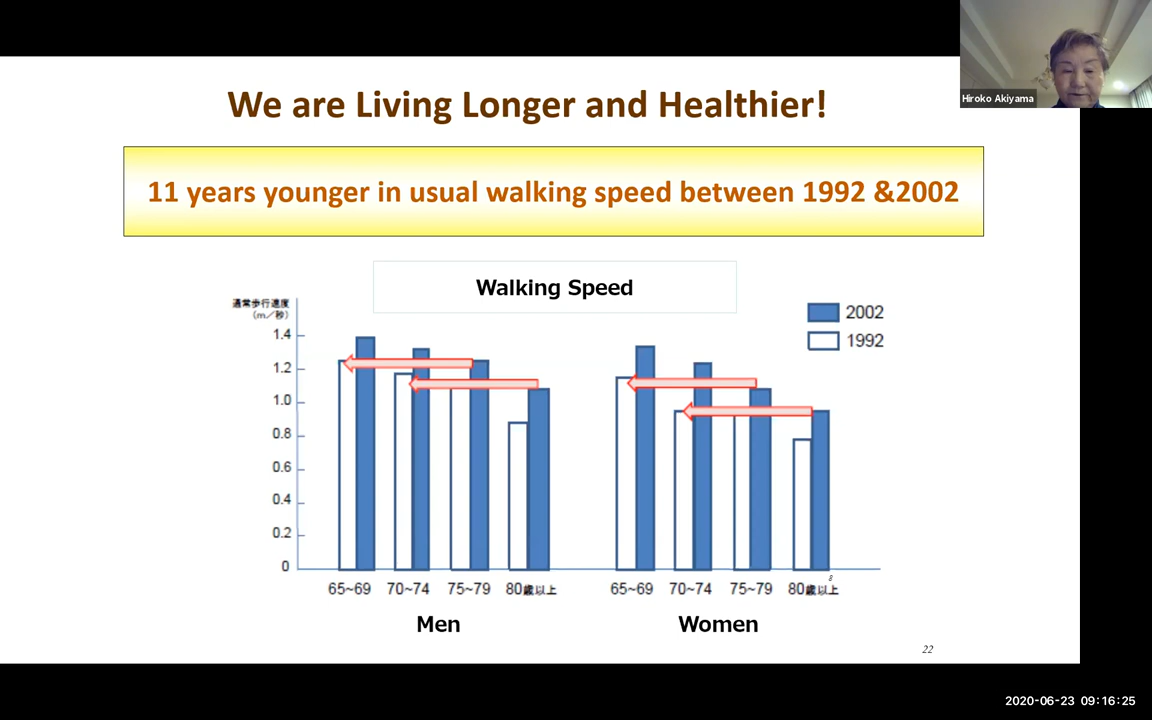 Hiroko Akiyama
We are Living Longer and Healthier!
11 years younger in usual walking speed between 1992 &2002
Walking Speed
通常歩行速度
（m／秒）
1.4
1.2
1.0
0.8
0.6
0.4
0.2
0
2002
1992
65~69 70~74 75~79 80歳以上
65~69 70~74 75~79 80歳以上
8
Men
Women
22
2020-06-23 09:16:25